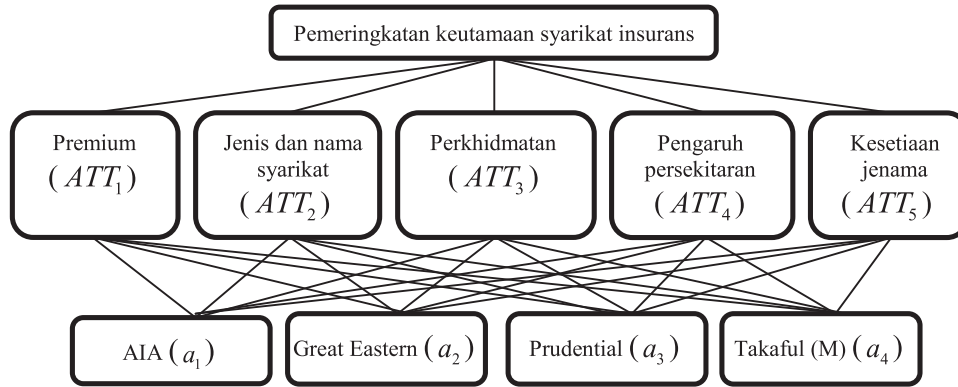 Pemeringkatan keutamaan syarikat insurans
Premium
(ATT₁)
Jenis dan nama
syarikat
(ATT₂)
Perkhidmatan
(ATT₃)
Pengaruh
persekitaran
(ATT₄)
Kesetiaan
jenama
(ATT₅)
AIA (a₁)
Great Eastern (a₂)
Prudential (a₃)
Takaful (M) (a₄)